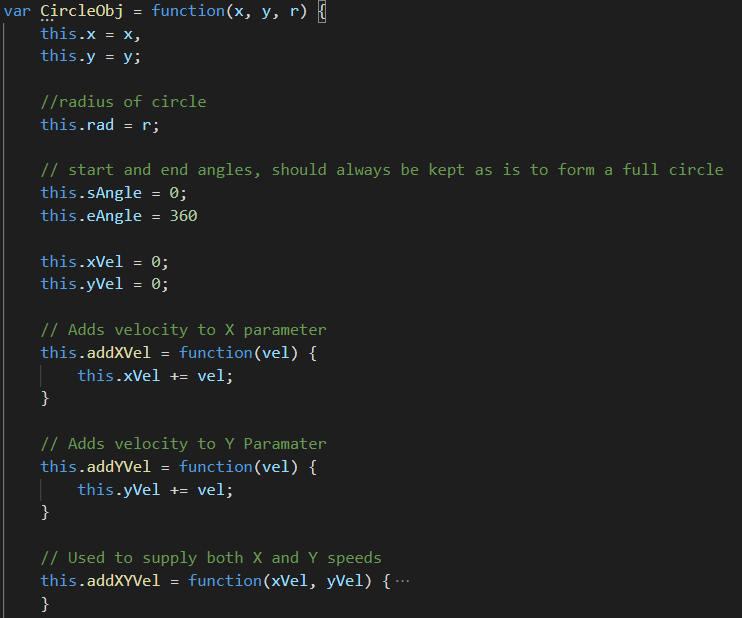 var CircleObj = function(x, y, r) {
this.x = x,
this.y = y;
//radius of circle
this.rad = r;
// start and end angles, should always be kept as is to form a full circle
this.sAngle = 0;
this.eAngle = 360
this.xVel = 0;
this.yVel = 0;
// Adds velocity to X parameter
this.addXVel = function(vel) {
this.xVel += vel;
}
// Adds velocity to Y Paramater
this.addYVel = function(vel) {
this.yVel += vel;
}
// Used to supply both X and Y speeds
this.addXYVel = function(xVel, yVel) {···
}